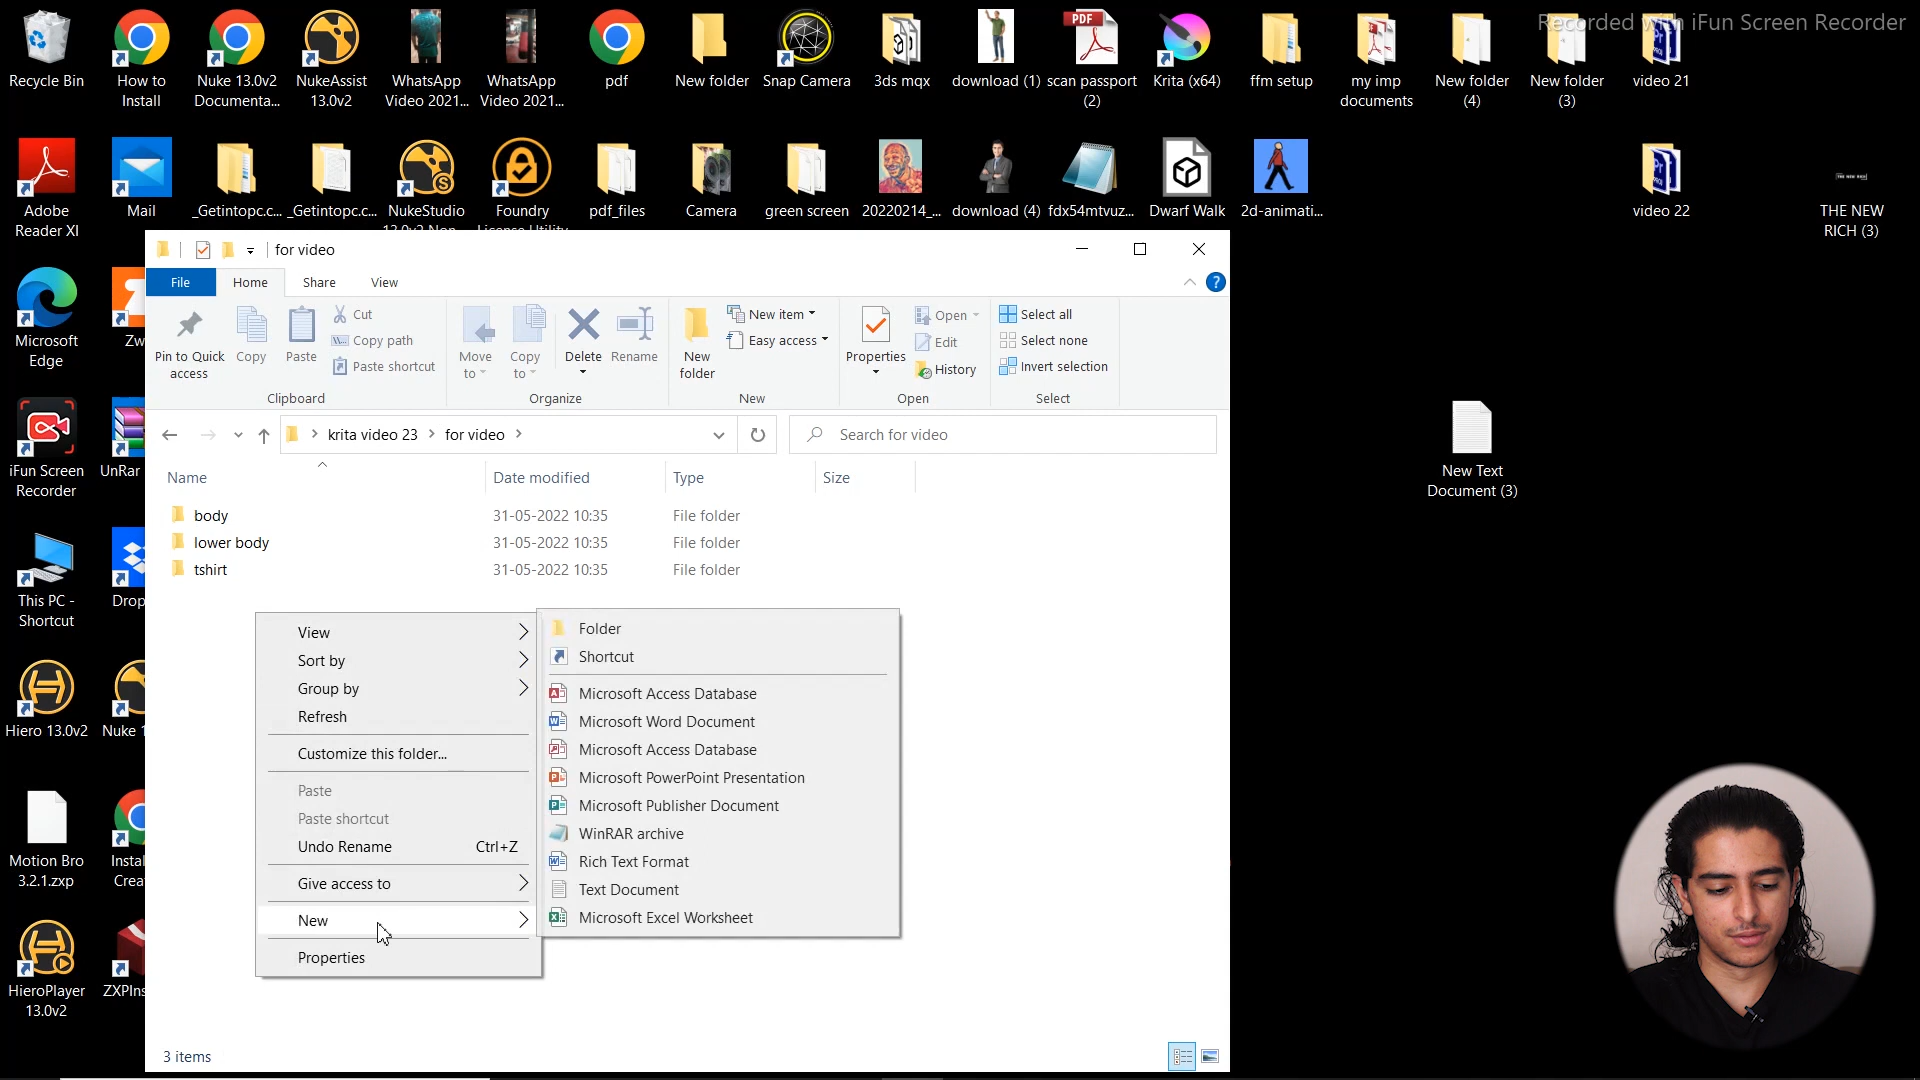 Recorded with iFun Screen Recorder
Recycle Bin
How to
Install
Nuke 13.0v2
Documenta...
NukeAssist
13.0v2
WhatsApp
Video 2021...
WhatsApp
Video 2021...
pdf
New folder
Snap Camera
3ds mqx
download (1)
PDF
scan passport
(2)
Krita (x64)
ffm setup
my imp
documents
New folder
(4)
New folder
(3)
video 21
Adobe
Reader XI
Mail
_Getintopc.c...
_Getintopc.c...
NukeStudio
Foundry
pdf_files
Camera
green screen
20220214_...
download (4)
fdx54mtvuz...
Dwarf Walk
2d-animati...
video 22
THE NEW RICH
THE NEW
RICH (3)
for video
File
Home
Share
View
?
Pin to Quick
access
Copy
Paste
Cut
Copy path
Paste shortcut
Clipboard
Move
to
Copy
to
Delete
Rename
Organize
New
folder
New item
Easy access
New
Properties
Open
Edit
History
Open
Select all
Select none
Invert selection
Select
krita video 23
for video
Search for video
Name
Date modified
Type
Size
body
31-05-2022 10:35
File folder
lower body
31-05-2022 10:35
File folder
tshirt
31-05-2022 10:35
File folder
View
Sort by
Group by
Refresh
Customize this folder...
Paste
Paste shortcut
Undo Rename
Ctrl+Z
Give access to
New
Properties
Folder
Shortcut
Microsoft Access Database
Microsoft Word Document
Microsoft Access Database
Microsoft PowerPoint Presentation
Microsoft Publisher Document
WinRAR archive
Rich Text Format
Text Document
Microsoft Excel Worksheet
3 items
Microsoft
Edge
Zw
iFun Screen
Recorder
UnRar
This PC -
Shortcut
Drop
Hiero 13.0v2
Nuke 1
Motion Bro
3.2.1.zxp
Instal
Crea
HieroPlayer
13.0v2
ZXPIns
New Text
Document (3)